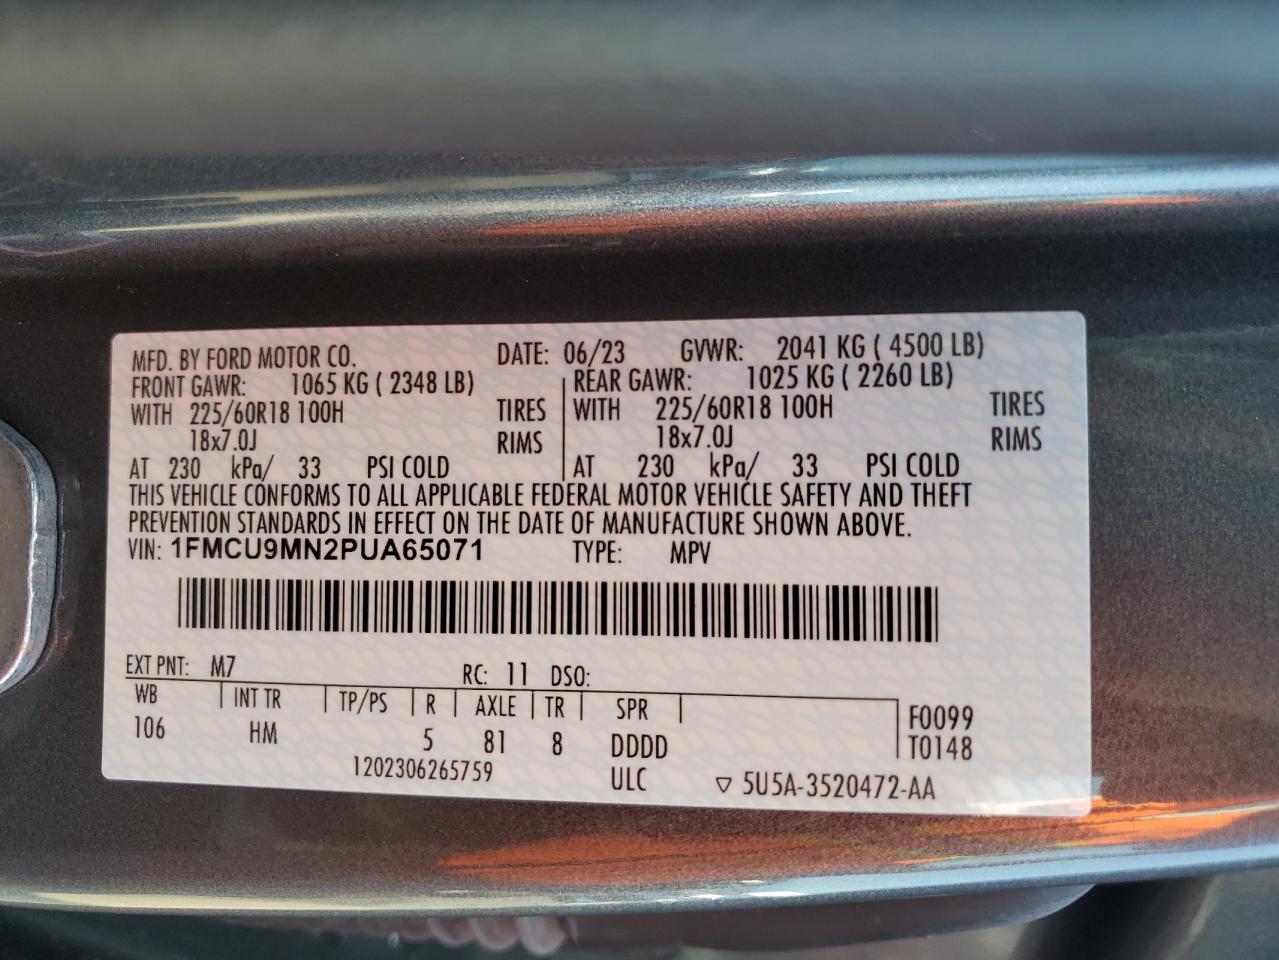 MFD. BY FORD MOTOR CO. DATE: 06/23 GVWR: 2041 KG ( 4500 LB)
FRONT GAWR: 1065 KG ( 2348 LB) REAR GAWR: 1025 KG ( 2260 LB)
WITH 225/60R18 100H TIRES WITH 225/60R18 100H TIRES
18x7.0J RIMS 18x7.0J RIMS
AT 230 kPa/ 33 PSI COLD AT 230 kPa/ 33 PSI COLD
THIS VEHICLE CONFORMS TO ALL APPLICABLE FEDERAL MOTOR VEHICLE SAFETY AND THEFT
PREVENTION STANDARDS IN EFFECT ON THE DATE OF MANUFACTURE SHOWN ABOVE.
VIN: 1FMCU9MN2PUA65071 TYPE: MPV
EXT PNT: M7 RC: 11 DSO:
WB INT TR TP/PS R AXLE TR SPR F0099
106 HM 5 81 8 DDDD T0148
1202306265759 ULC ▽ 5U5A-3520472-AA